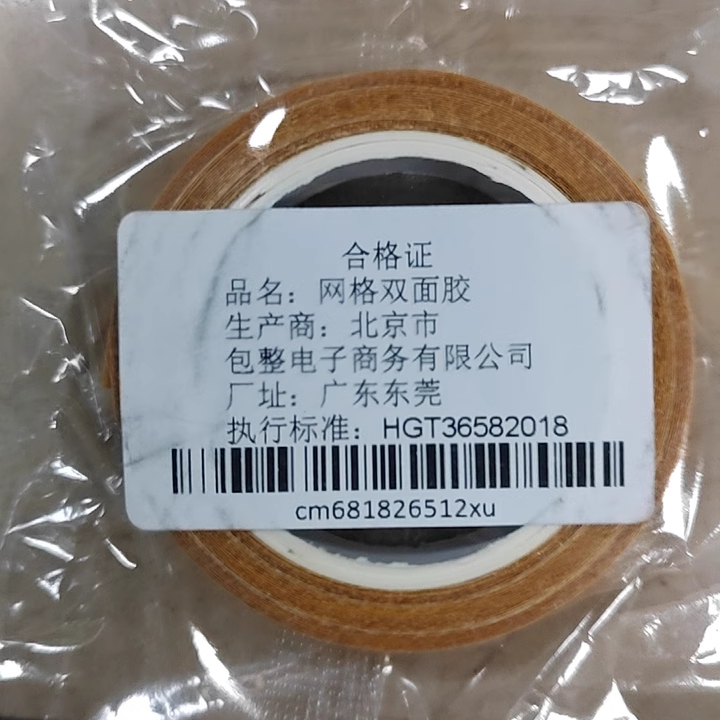 合格证
品名：网格双面胶
生产商：北京市
包整电子商务有限公司
厂址：广东东莞
执行标准：HGT36582018
cm681826512xu